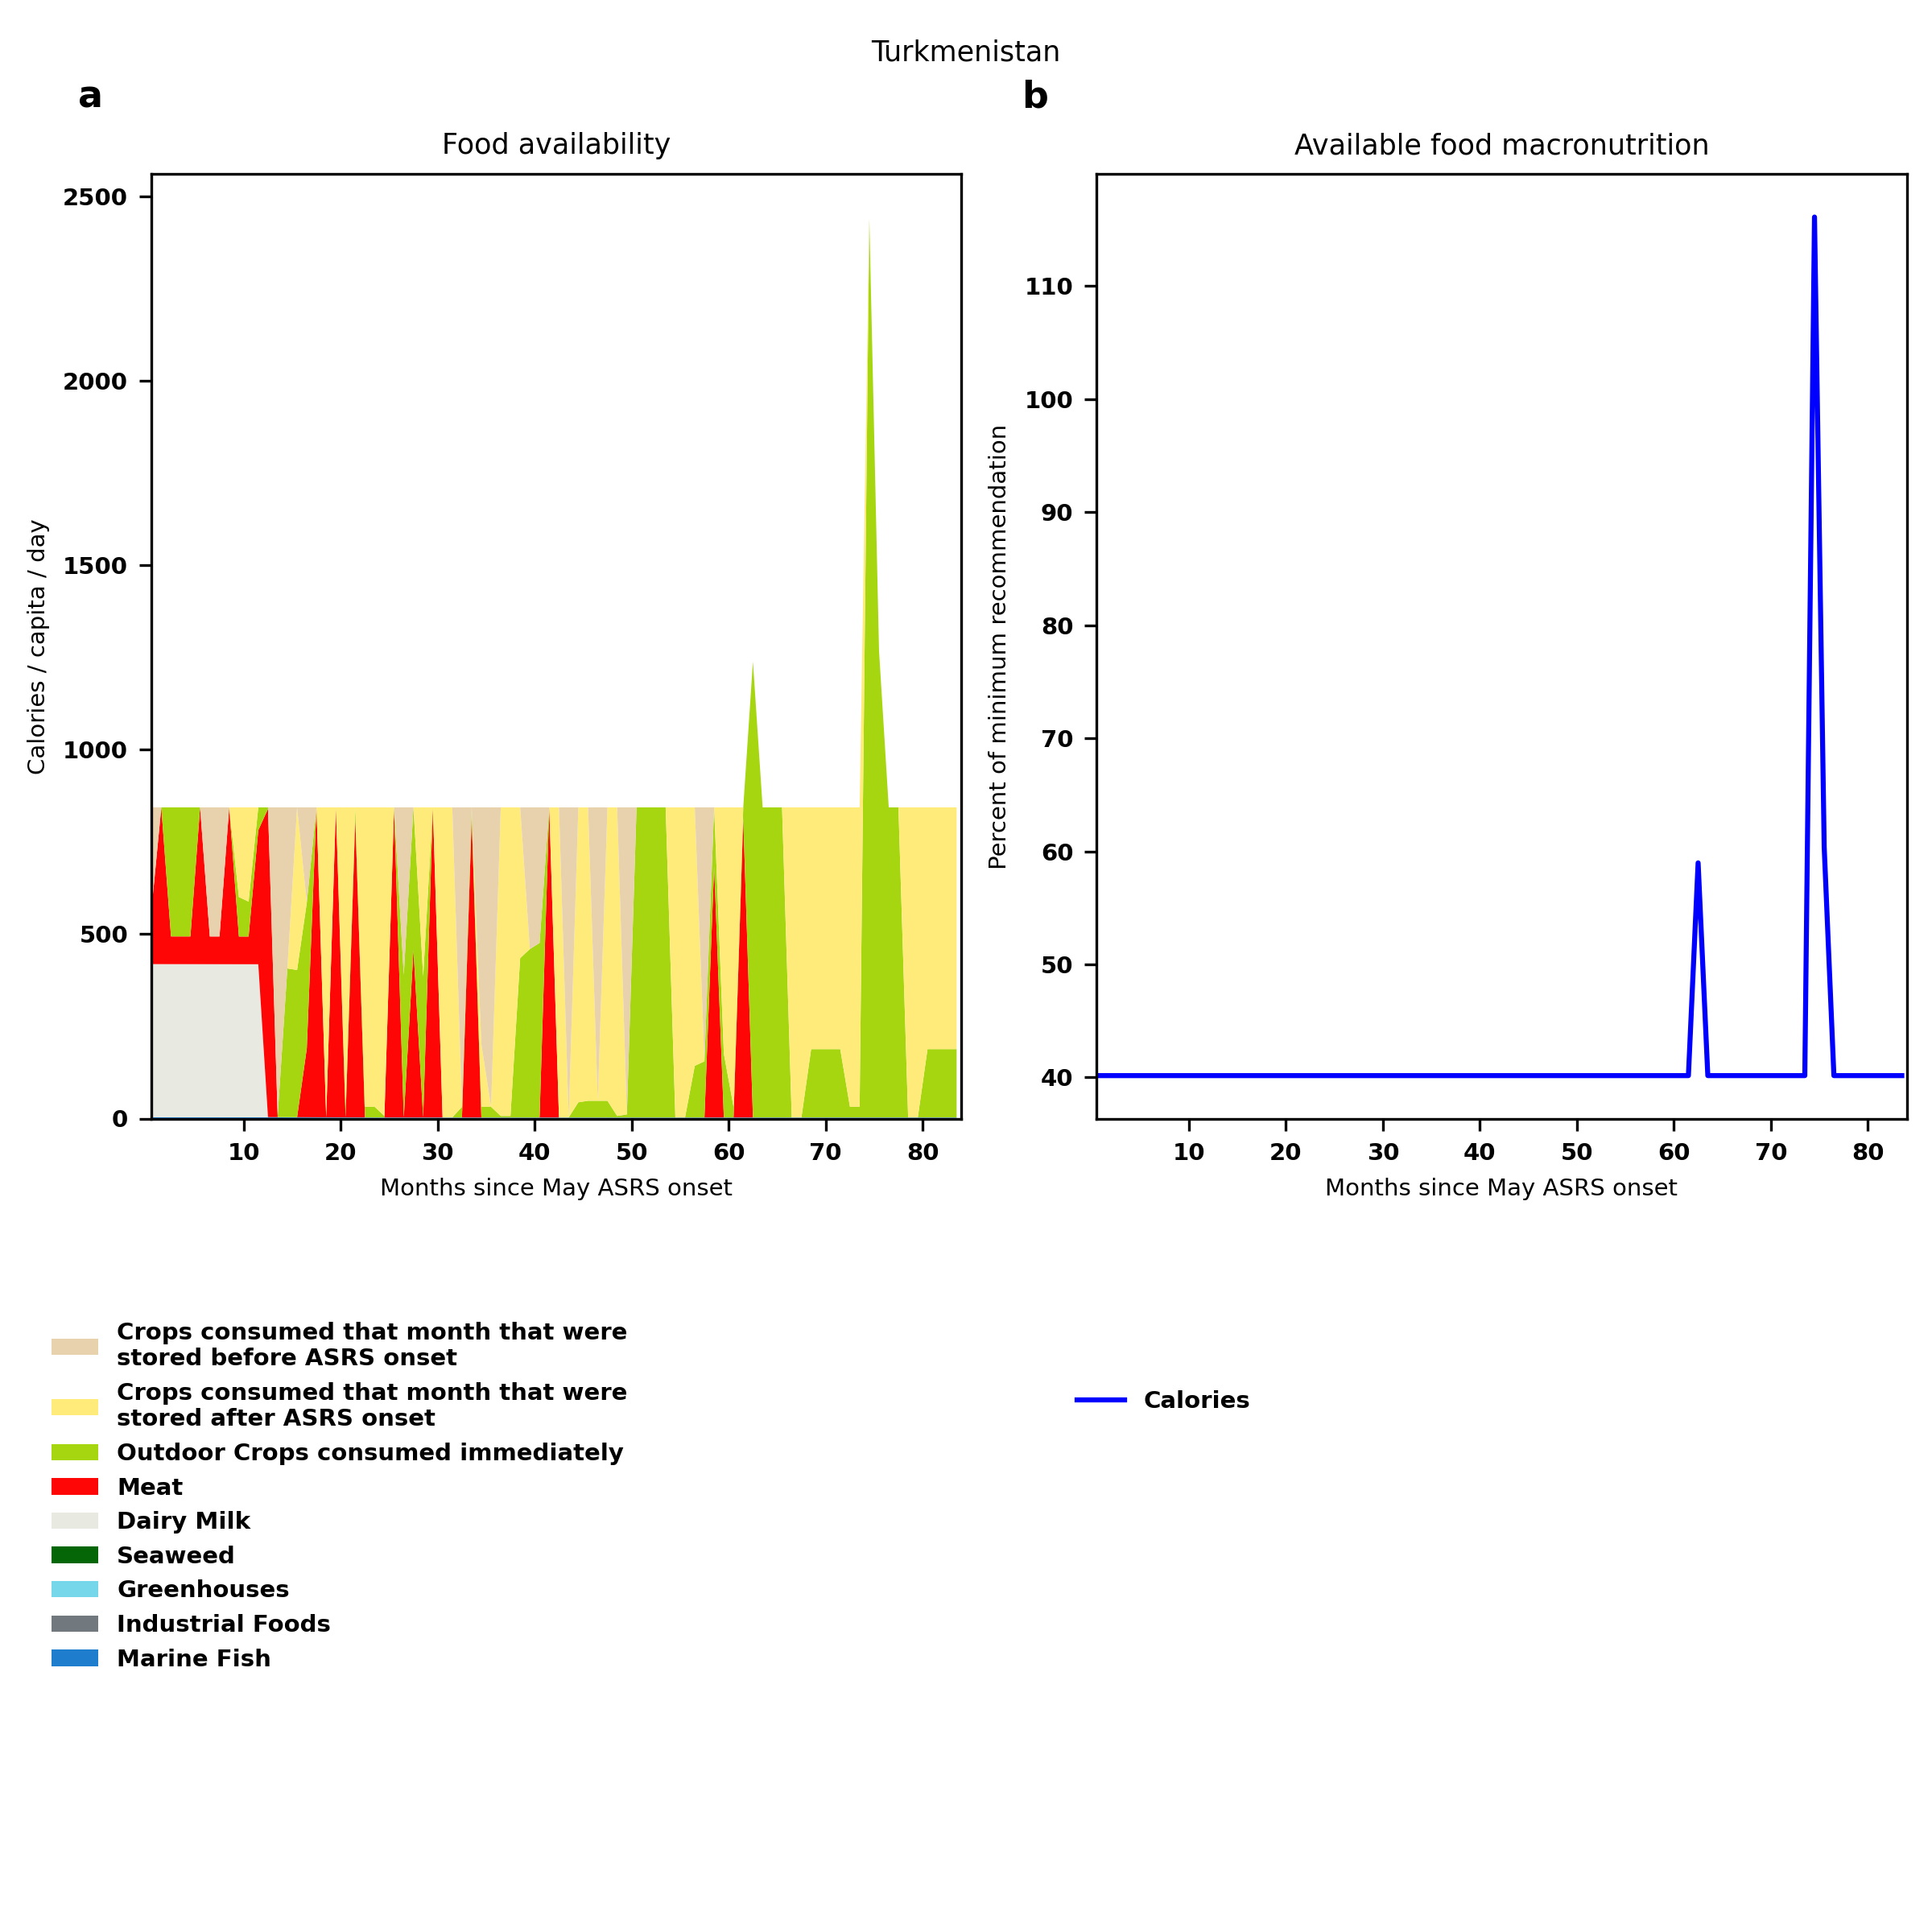 Turkmenistan
a
Food availability
2500
2000
1500
1000
500
0
Calories / capita / day
10 20 30 40 50 60 70 80
Months since May ASRS onset
b
Available food macronutrition
110
100
90
80
70
60
50
40
Percent of minimum recommendation
10 20 30 40 50 60 70 80
Months since May ASRS onset
Crops consumed that month that were
stored before ASRS onset
Crops consumed that month that were
stored after ASRS onset
Outdoor Crops consumed immediately
Meat
Dairy Milk
Seaweed
Greenhouses
Industrial Foods
Marine Fish
Calories